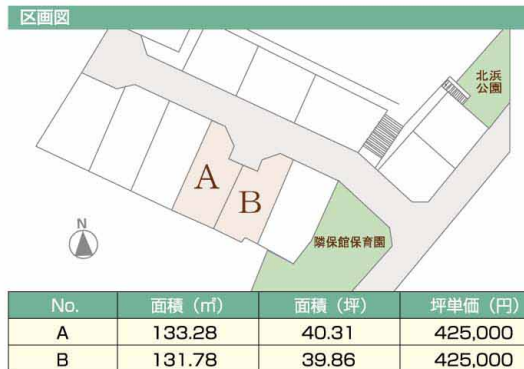 区画図
北浜
公園
A
B
N
隣保館保育園
No. 面積（㎡） 面積（坪） 坪単価（円）
A 133.28 40.31 425,000
B 131.78 39.86 425,000